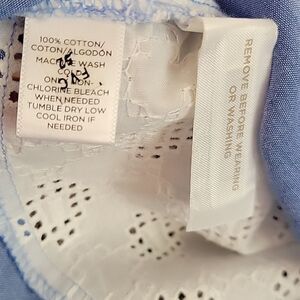 100% COTTON/
COTTON/ALGODÓN
MACHINE WASH
COLD
ONLY NON-
CHLORINE BLEACH
WHEN NEEDED
TUMBLE DRY LOW
COOL IRON IF
NEEDED
REMOVE BEFORE WEARING
OR WASHING